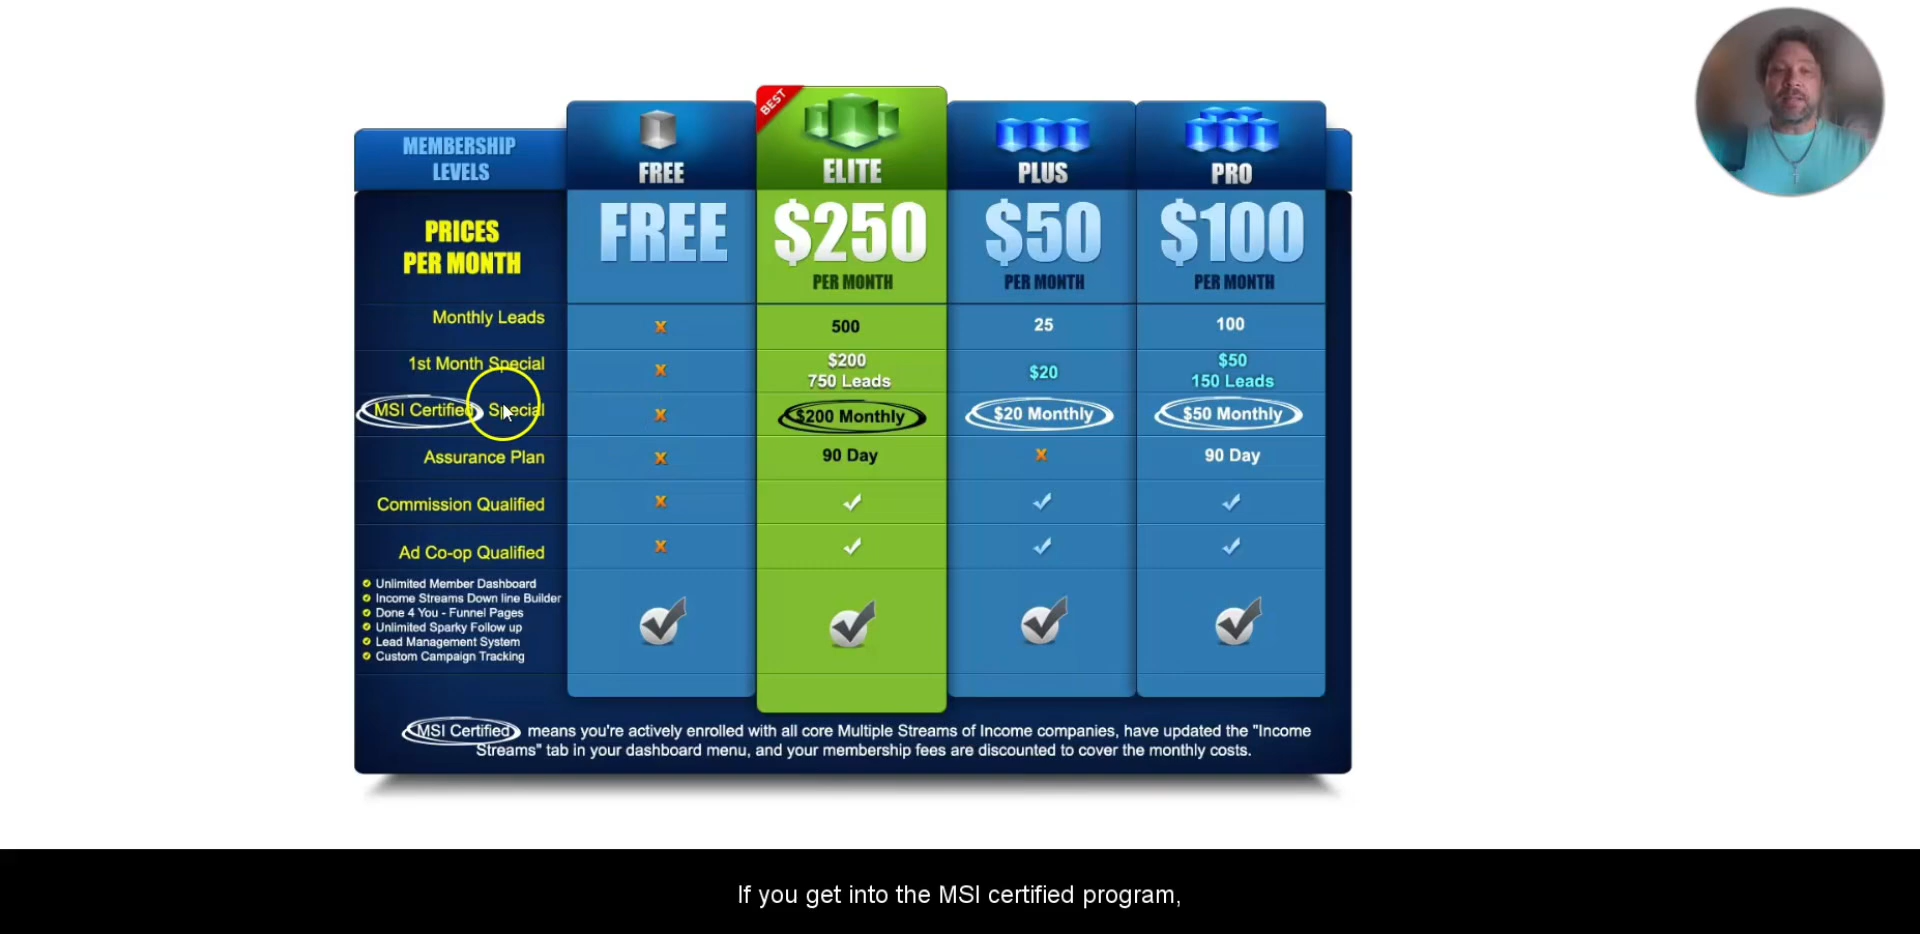 MEMBERSHIP
LEVELS
FREE
BEST
ELITE
PLUS
PRO
PRICES
PER MONTH
FREE
$250
PER MONTH
$50
PER MONTH
$100
PER MONTH
Monthly Leads
X
500
25
100
1st Month Special
X
$200
750 Leads
$20
$50
150 Leads
MSI Certified Special
X
$200 Monthly
$20 Monthly
$50 Monthly
Assurance Plan
X
90 Day
X
90 Day
Commission Qualified
X
Ad Co-op Qualified
X
Unlimited Member Dashboard
Income Streams Down line Builder
Done 4 You - Funnel Pages
Unlimited Sparky Follow up
Lead Management System
Custom Campaign Tracking
MSI Certified means you're actively enrolled with all core Multiple Streams of Income companies, have updated the "Income
Streams" tab in your dashboard menu, and your membership fees are discounted to cover the monthly costs.
If you get into the MSI certified program,